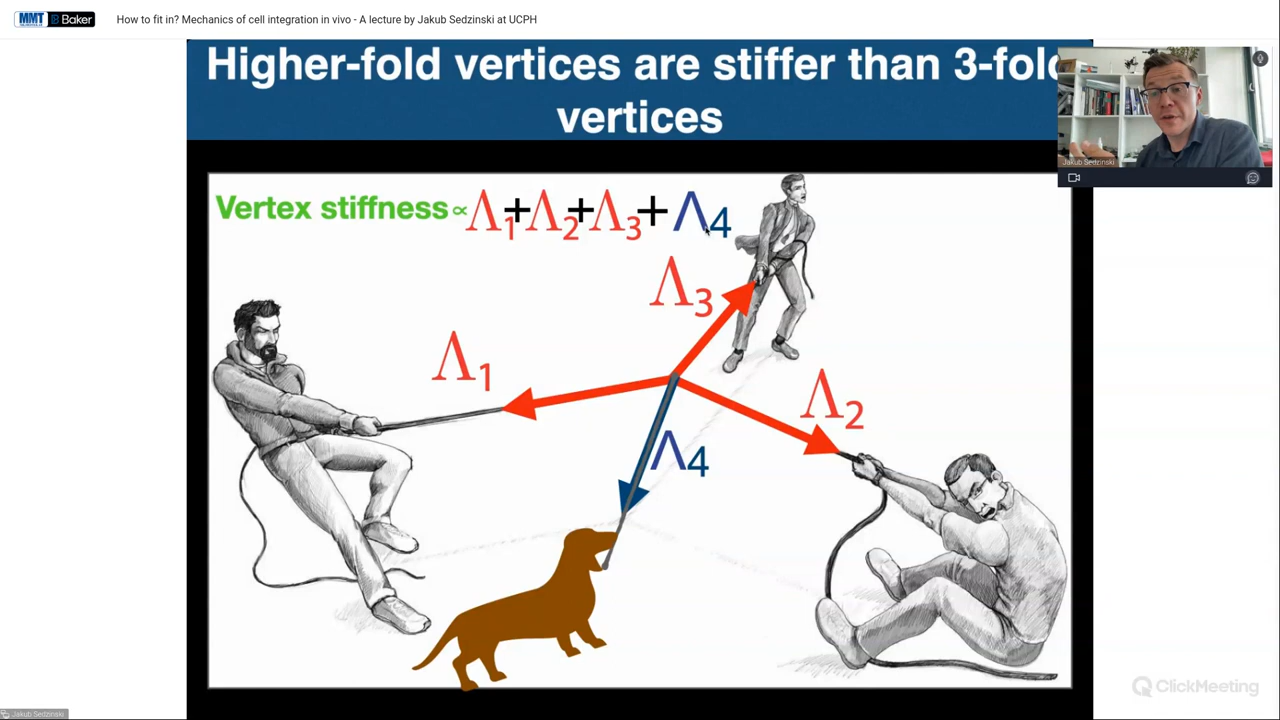 MMT Baker
How to fit in? Mechanics of cell integration in vivo - A lecture by Jakub Sedzinski at UCPH
Higher-fold vertices are stiffer than 3-fold
vertices
Jakub Sedzinski
Vertex stiffness ∝ Λ1+Λ2+Λ3+Λ4
Λ3
Λ1
Λ2
Λ4
ClickMeeting
Jakub Sedzinski